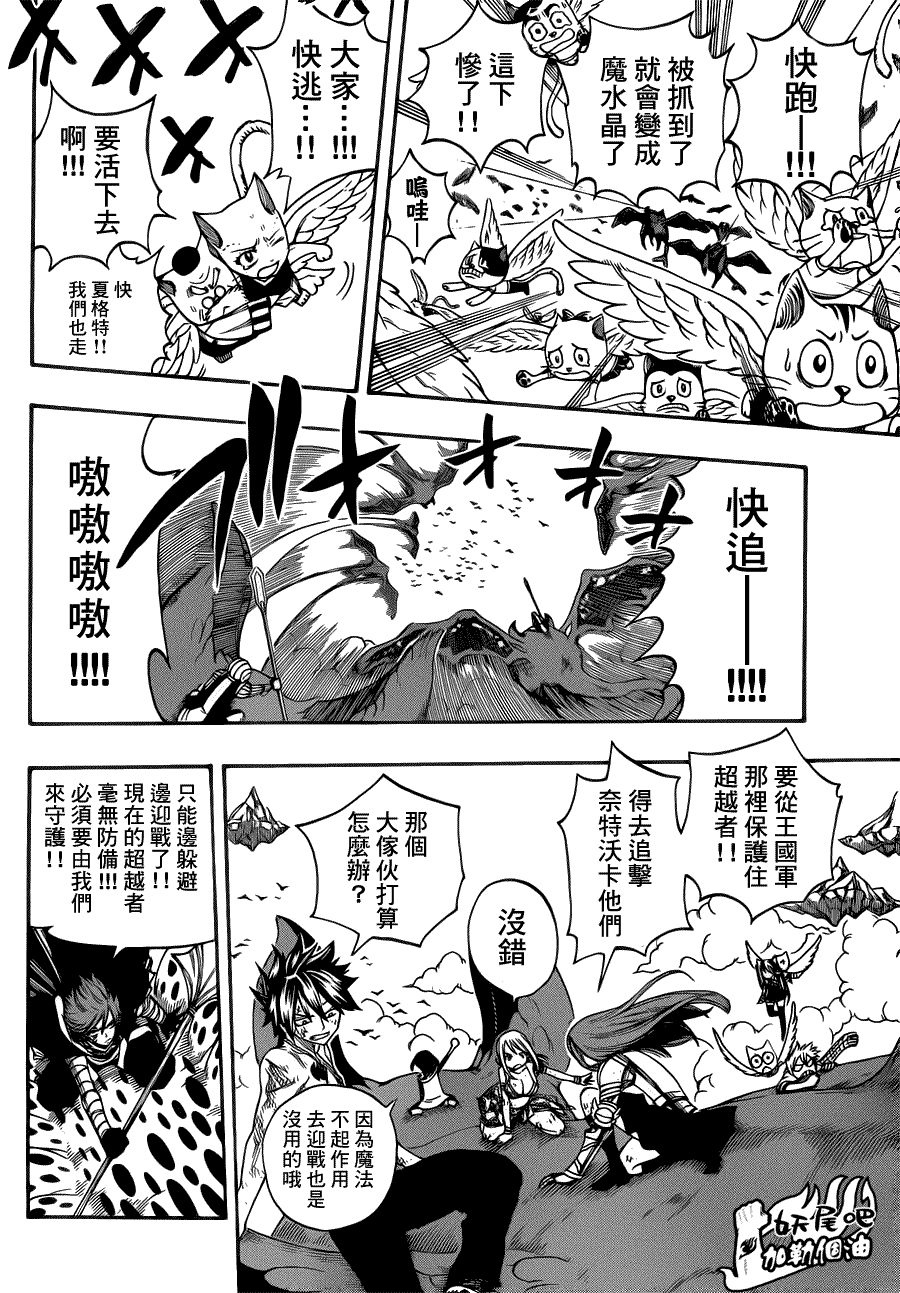 快跑—!!!
被抓到了
就會變成
魔水晶了
這下
慘了!!
嗚哇—
大家…!!!
快逃…!!
要活下去
啊!!!
快
夏格特!!
我們也走
快追—!!!!
嗷嗷嗷嗷!!!!
要從王國軍
那裡保護住
超越者!!
得去追擊
奈特沃卡他們
沒錯
那個
大傢伙打算
怎麼辦?
因為魔法
不起作用
去迎戰也是
沒用的哦
只能邊躲避
邊迎戰了!!
現在的超越者
毫無防備!!!
必須要由我們
來守護!!
妖尾吧
加勒個油